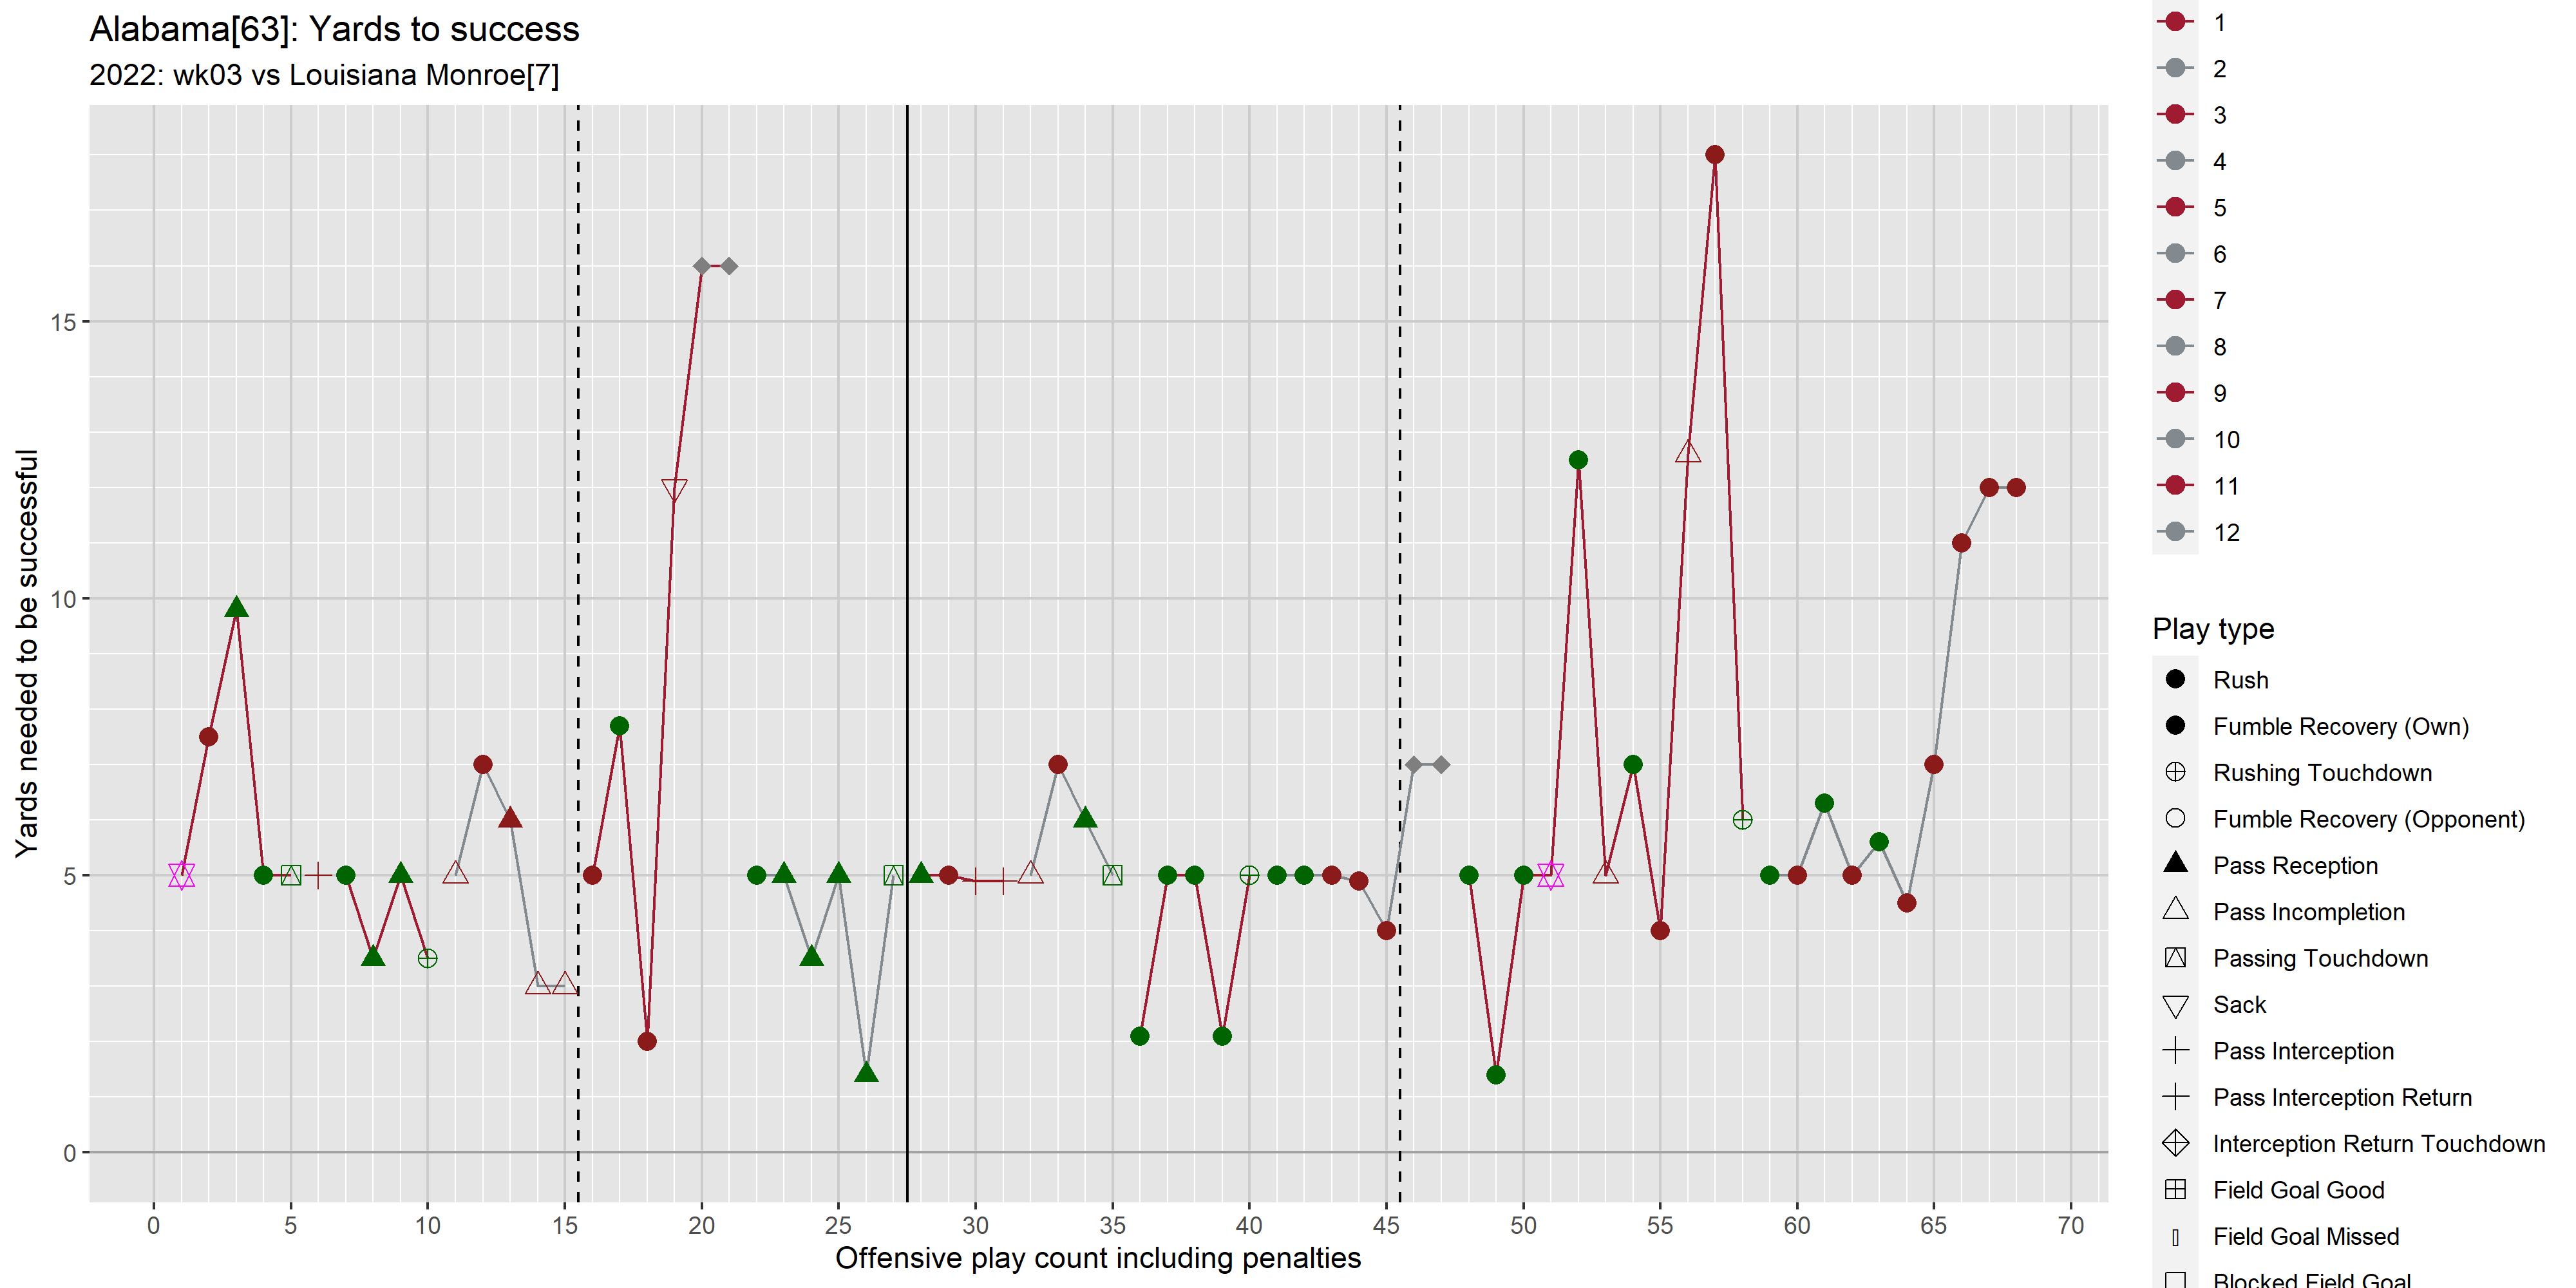 Alabama[63]: Yards to success
2022: wk03 vs Louisiana Monroe[7]
Yards needed to be successful
15
10
5
0
0 5 10 15 20 25 30 35 40 45 50 55 60 65 70
Offensive play count including penalties
1
2
3
4
5
6
7
8
9
10
11
12
Play type
Rush
Fumble Recovery (Own)
Rushing Touchdown
Fumble Recovery (Opponent)
Pass Reception
Pass Incompletion
Passing Touchdown
Sack
Pass Interception
Pass Interception Return
Interception Return Touchdown
Field Goal Good
Field Goal Missed
Blocked Field Goal